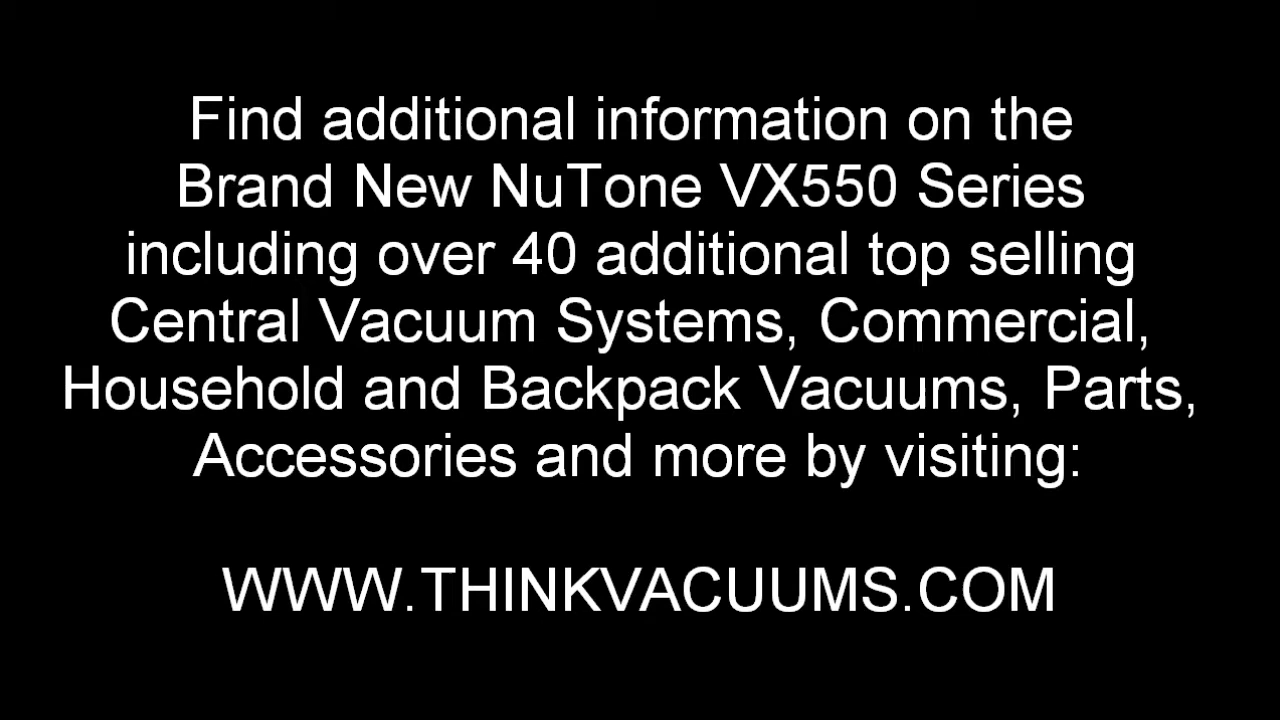 Find additional information on the
Brand New NuTone VX550 Series
including over 40 additional top selling
Central Vacuum Systems, Commercial,
Household and Backpack Vacuums, Parts,
Accessories and more by visiting:
WWW.THINKVACUUMS.COM